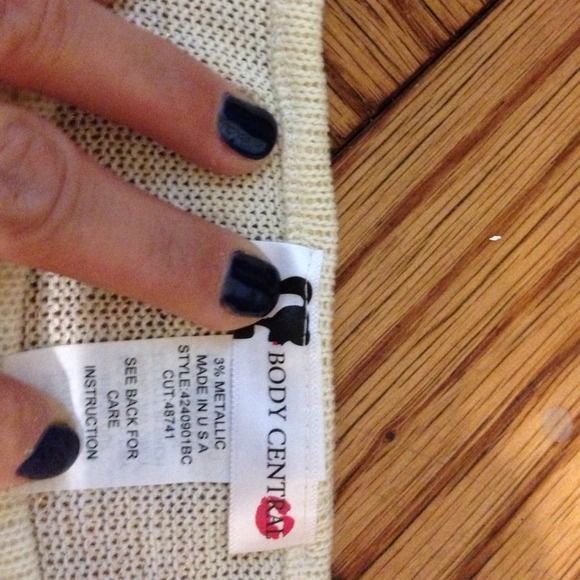 BODY CENTRAL
3% METALLIC
MADE IN U S A
STYLE:4240901BC
CUT:48741
SEE BACK FOR
CARE
INSTRUCTION